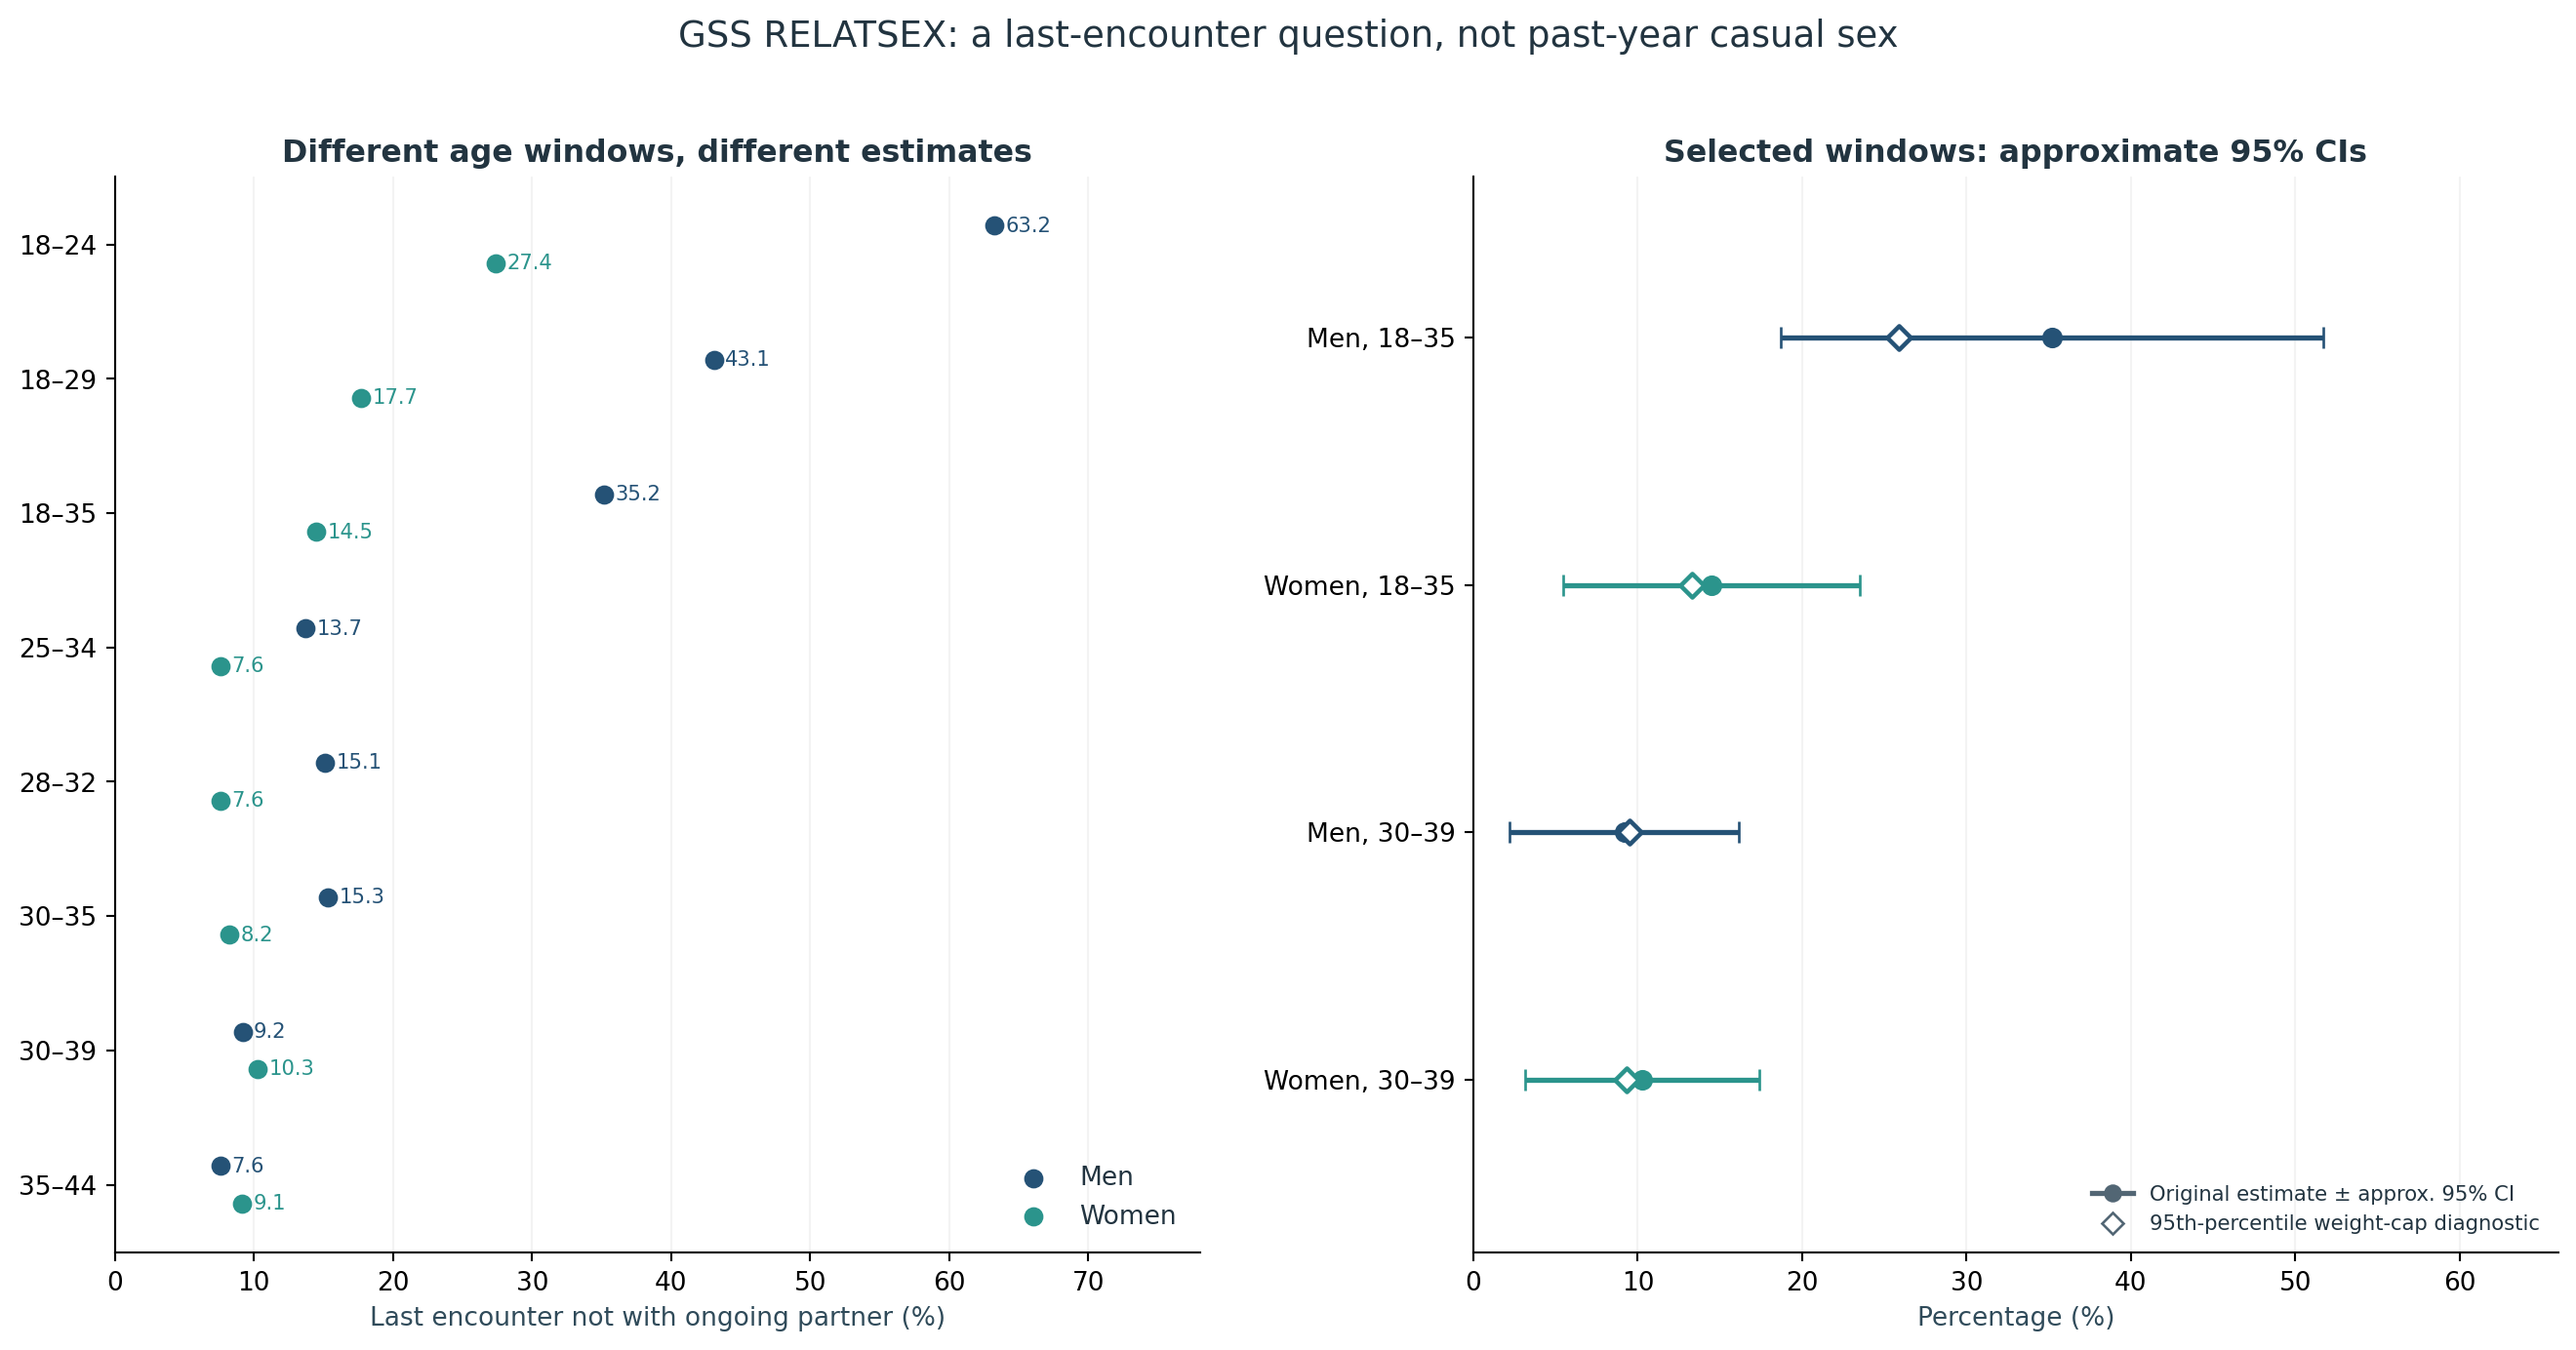 GSS RELATSEX: a last-encounter question, not past-year casual sex
Different age windows, different estimates
18–24
63.2
27.4
18–29
43.1
17.7
18–35
35.2
14.5
25–34
13.7
7.6
28–32
15.1
7.6
30–35
15.3
8.2
30–39
9.2
10.3
35–44
7.6
9.1
Men
Women
0 10 20 30 40 50 60 70
Last encounter not with ongoing partner (%)
Selected windows: approximate 95% CIs
Men, 18–35
Women, 18–35
Men, 30–39
Women, 30–39
Original estimate ± approx. 95% CI
95th-percentile weight-cap diagnostic
0 10 20 30 40 50 60
Percentage (%)